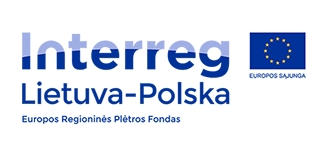 Interreg
EUROPOS SĄJUNGA
Lietuva-Polska
Europos Regioninės Plėtros Fondas